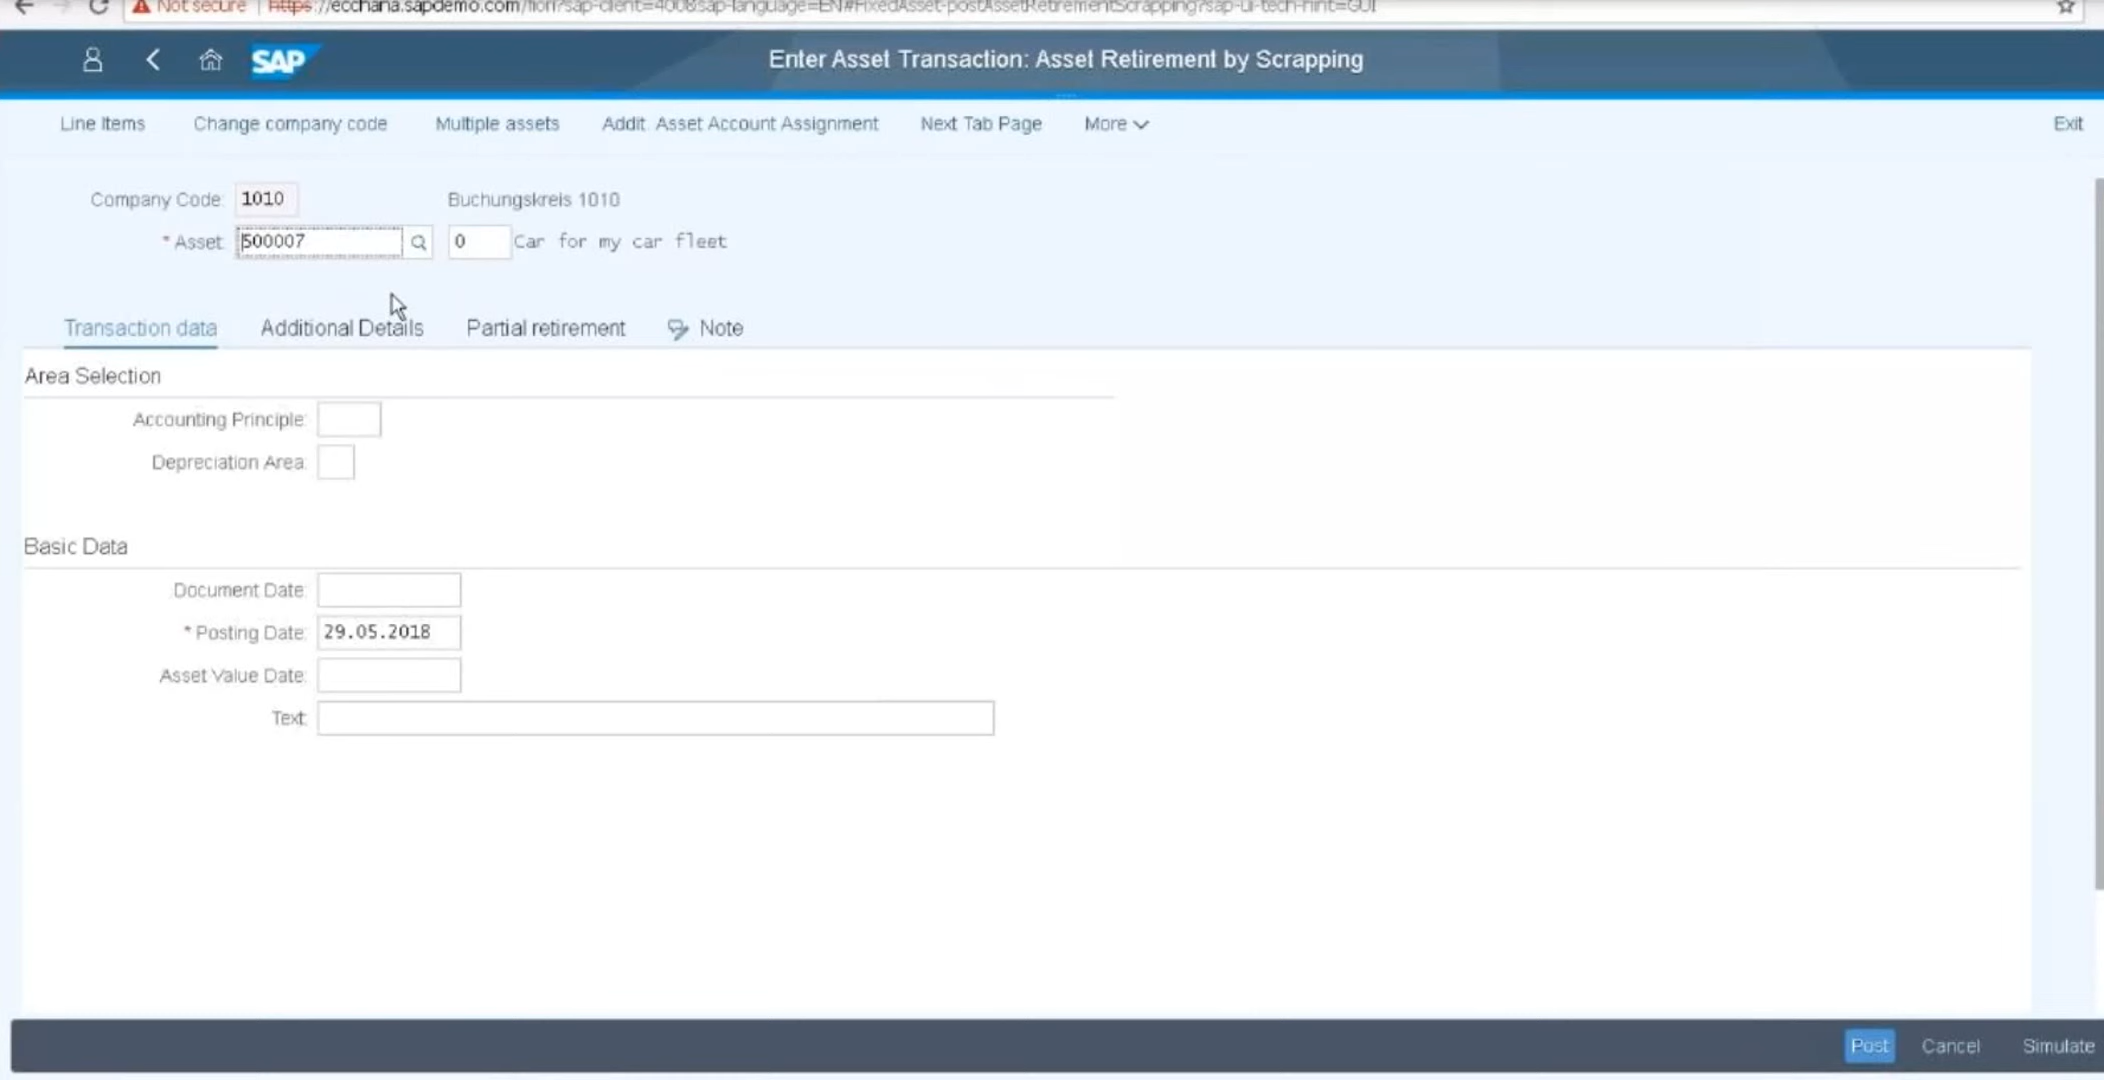 Not secure | https://ecchana.sapdemo.com/fiori?sap-client=400&sap-language=EN#FixedAsset-postAssetRetirementScrapping?sap-ui-tech-hint=GUI
SAP Enter Asset Transaction: Asset Retirement by Scrapping
Line Items Change company code Multiple assets Addit. Asset Account Assignment Next Tab Page More Exit
Company Code: 1010 Buchungskreis 1010
* Asset: 500007 0 Car for my car fleet
Transaction data Additional Details Partial retirement Note
Area Selection
Accounting Principle:
Depreciation Area:
Basic Data
Document Date:
* Posting Date: 29.05.2018
Asset Value Date:
Text:
Post Cancel Simulate